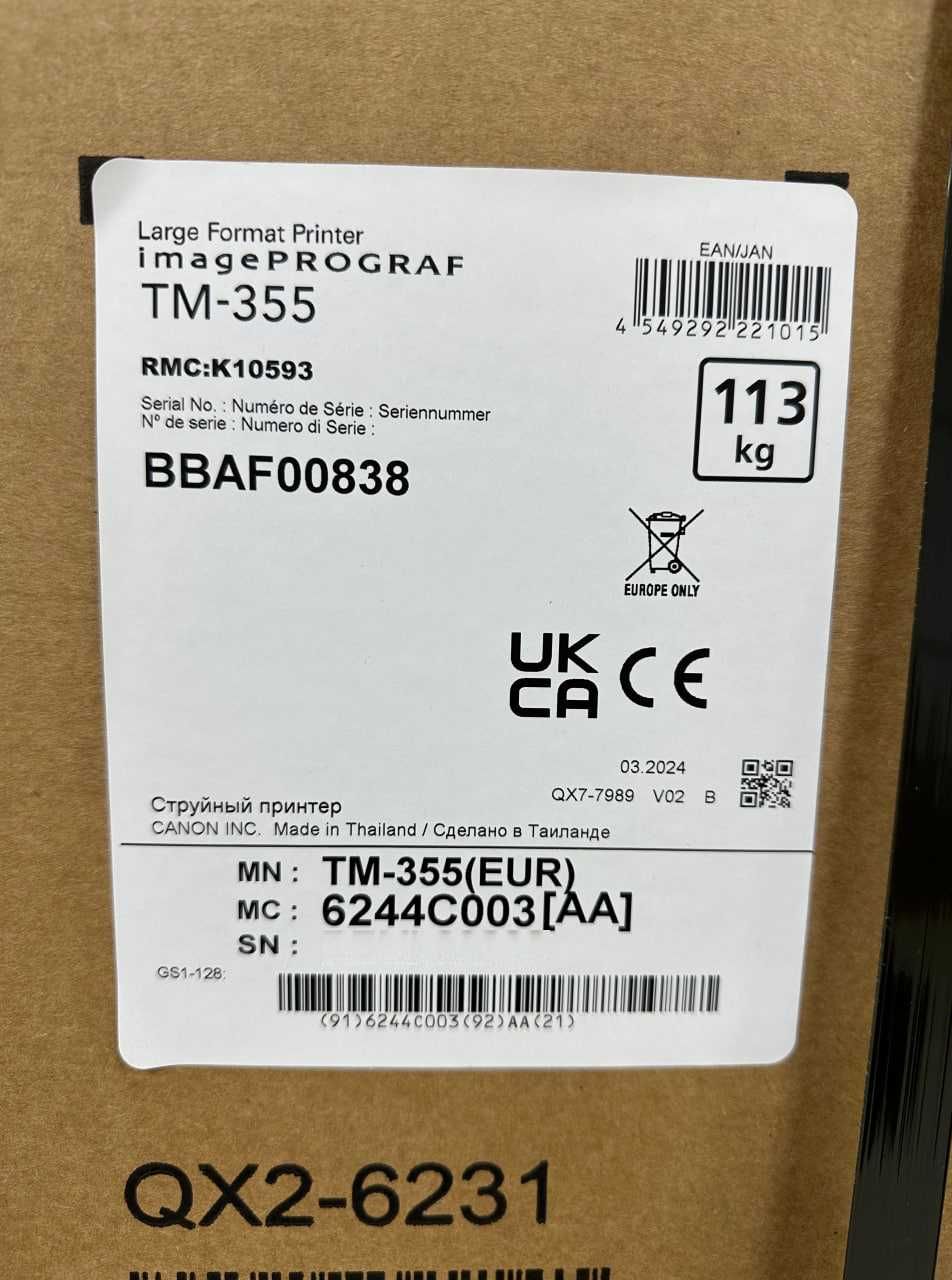 Large Format Printer
imagePROGRAF
TM-355
EAN/JAN
4 549292 221015
RMC:K10593
Serial No. : Numéro de Série : Seriennummer
Nº de serie : Numero di Serie :
BBAF00838
113
kg
EUROPE ONLY
UK
CA CE
03.2024
QX7-7989 V02 B
Струйный принтер
CANON INC. Made in Thailand / Сделано в Таиланде
MN : TM-355(EUR)
MC : 6244C003[AA]
SN :
GS1-128:
(91)6244C003(92)AA(21)
QX2-6231